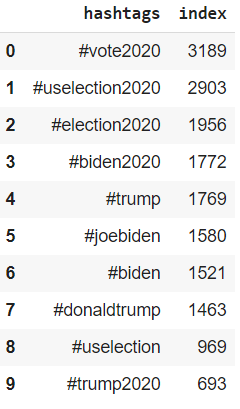 hashtags index
0 #vote2020 3189
1 #uselection2020 2903
2 #election2020 1956
3 #biden2020 1772
4 #trump 1769
5 #joebiden 1580
6 #biden 1521
7 #donaldtrump 1463
8 #uselection 969
9 #trump2020 693